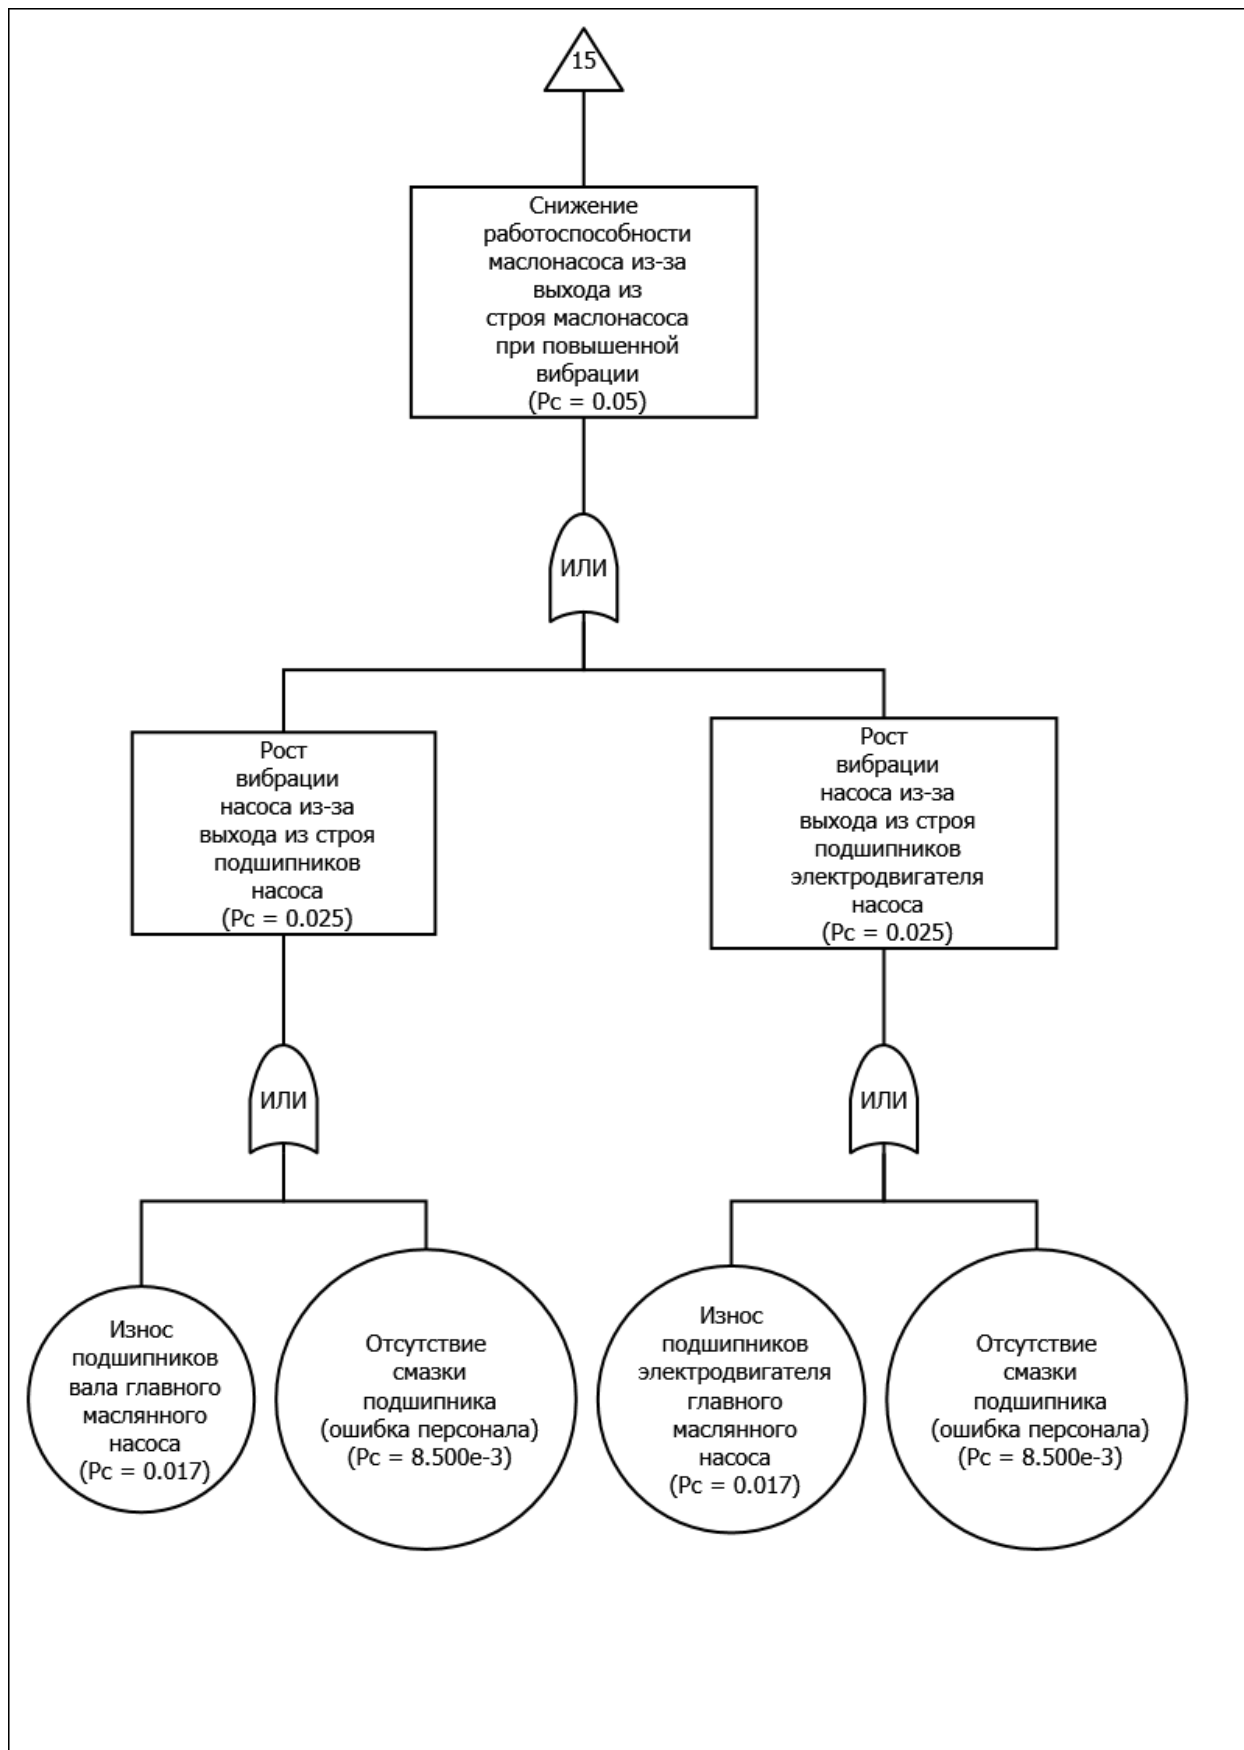 15
Снижение
работоспособности
маслонасоса из-за
выхода из
строя маслонасоса
при повышенной
вибрации
(Pc = 0.05)
ИЛИ
Рост
вибрации
насоса из-за
выхода из строя
подшипников
насоса
(Pc = 0.025)
Рост
вибрации
насоса из-за
выхода из строя
подшипников
электродвигателя
насоса
(Pc = 0.025)
ИЛИ
ИЛИ
Износ
подшипников
вала главного
маслянного
насоса
(Pc = 0.017)
Отсутствие
смазки
подшипника
(ошибка персонала)
(Pc = 8.500e-3)
Износ
подшипников
электродвигателя
главного
маслянного
насоса
(Pc = 0.017)
Отсутствие
смазки
подшипника
(ошибка персонала)
(Pc = 8.500e-3)